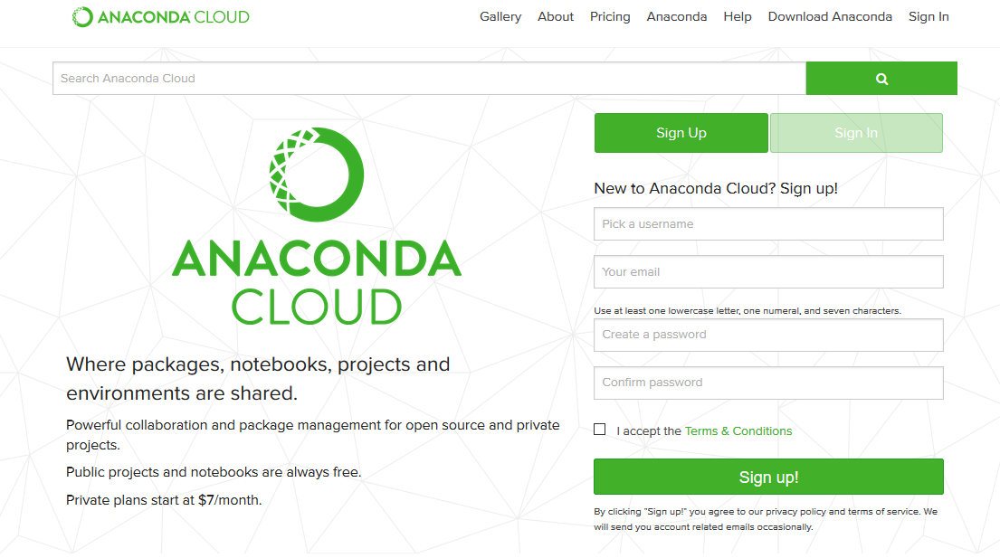 ANACONDA CLOUD
Gallery About Pricing Anaconda Help Download Anaconda Sign In
Search Anaconda Cloud
Sign Up Sign In
ANACONDA
CLOUD
Where packages, notebooks, projects and
environments are shared.
Powerful collaboration and package management for open source and private
projects.
Public projects and notebooks are always free.
Private plans start at $7/month.
New to Anaconda Cloud? Sign up!
Pick a username
Your email
Use at least one lowercase letter, one numeral, and seven characters.
Create a password
Confirm password
I accept the Terms & Conditions
Sign up!
By clicking "Sign up!" you agree to our privacy policy and terms of service. We
will send you account related emails occasionally.